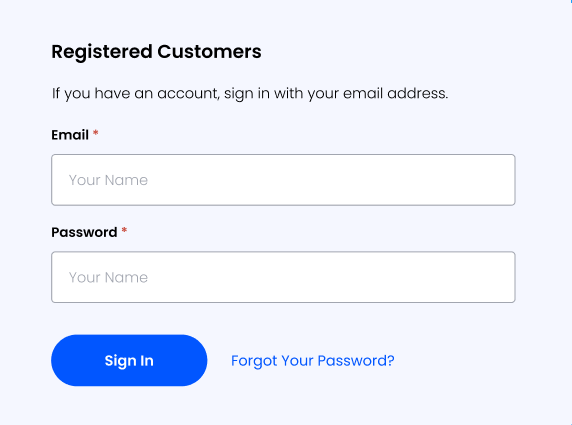 Registered Customers
If you have an account, sign in with your email address.
Email *
Your Name
Password *
Your Name
Sign In Forgot Your Password?